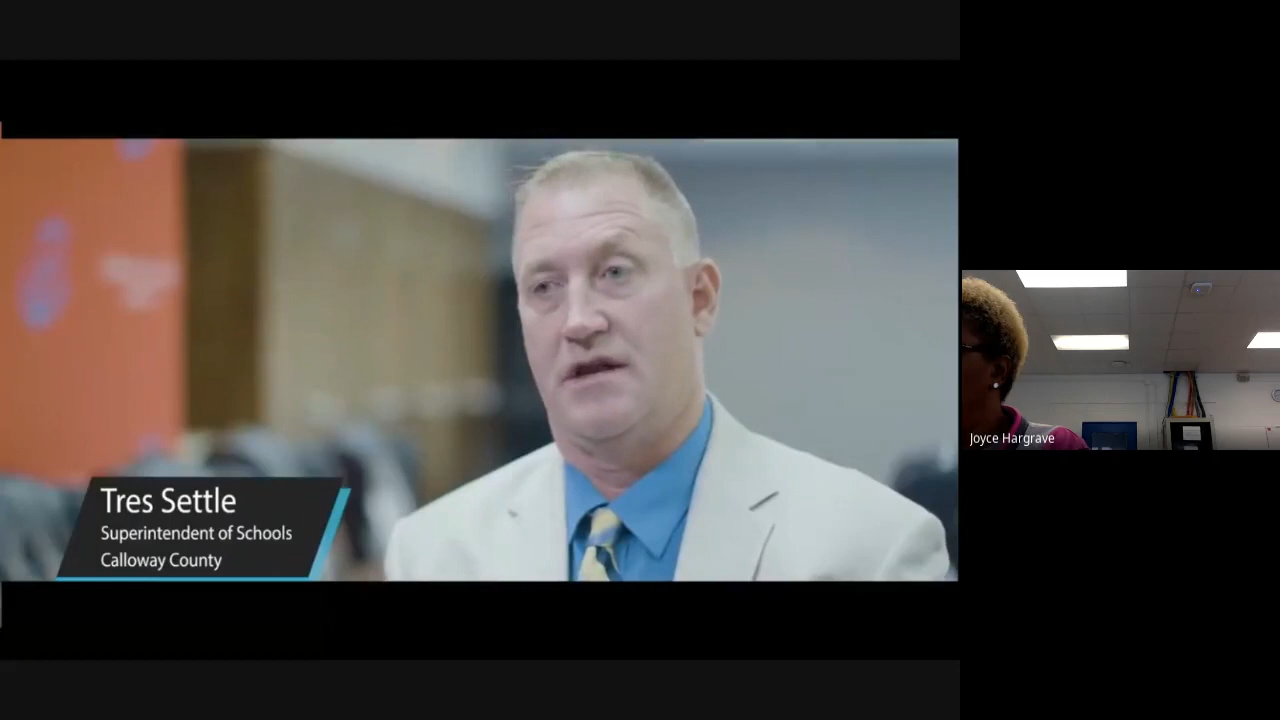 Tres Settle
Superintendent of Schools
Calloway County
Joyce Hargrave